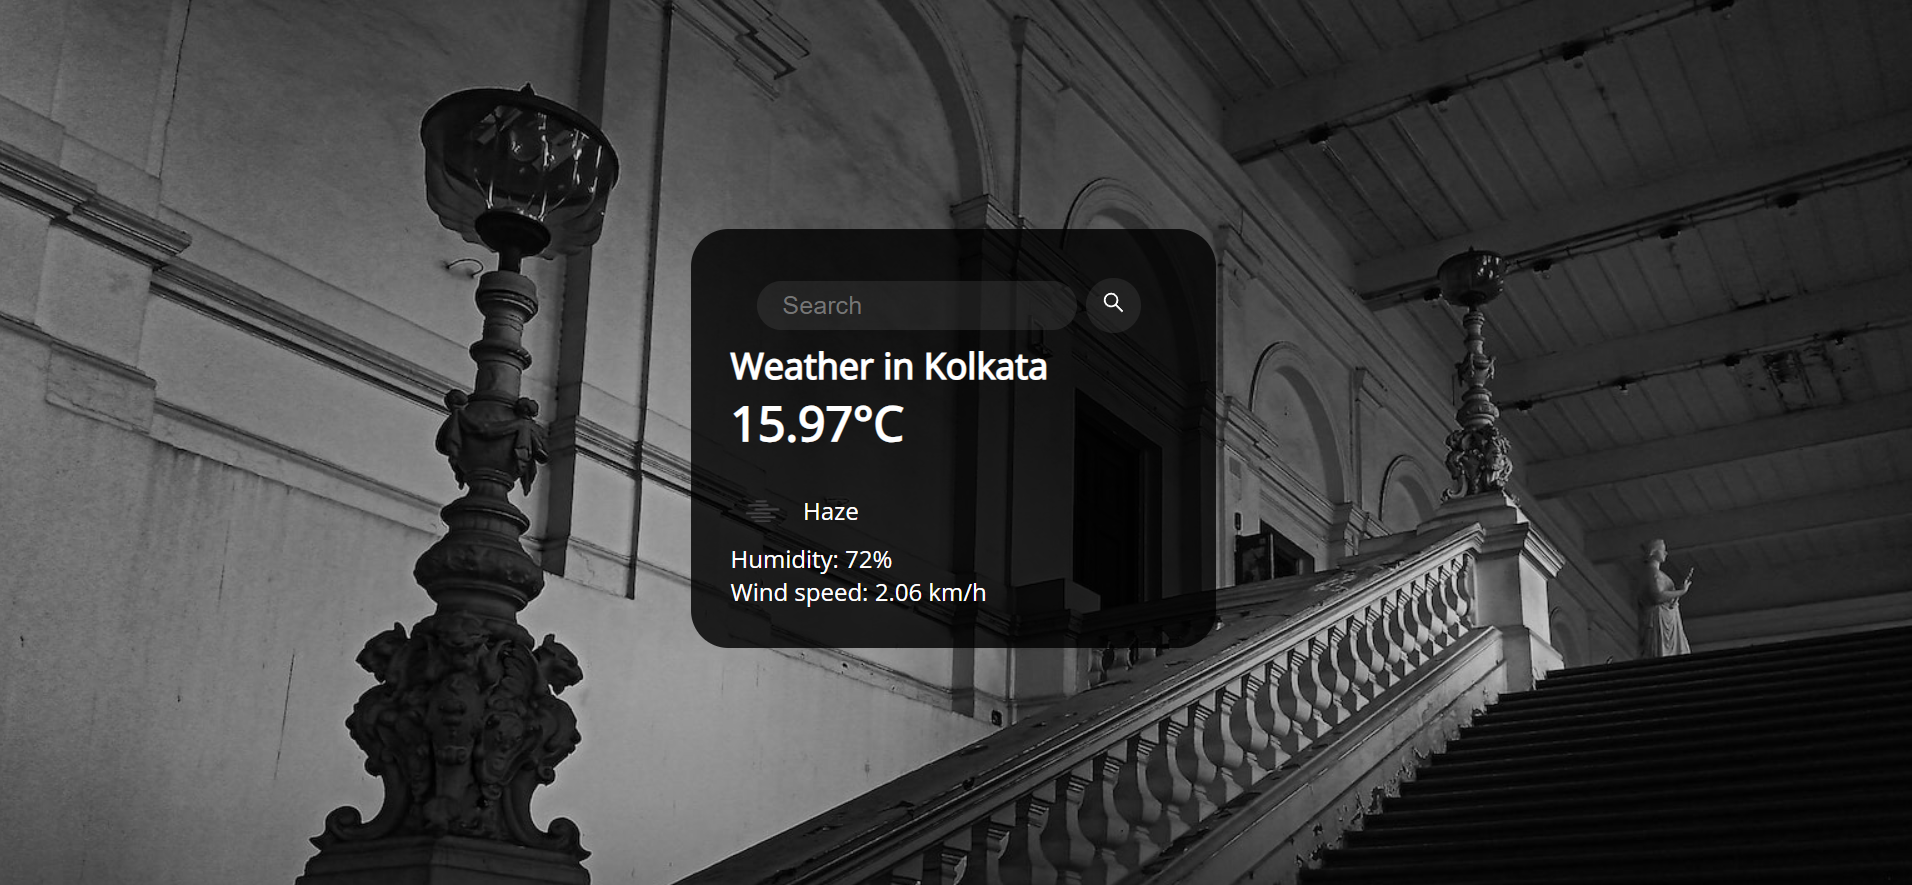 Search
Weather in Kolkata
15.97°C
Haze
Humidity: 72%
Wind speed: 2.06 km/h